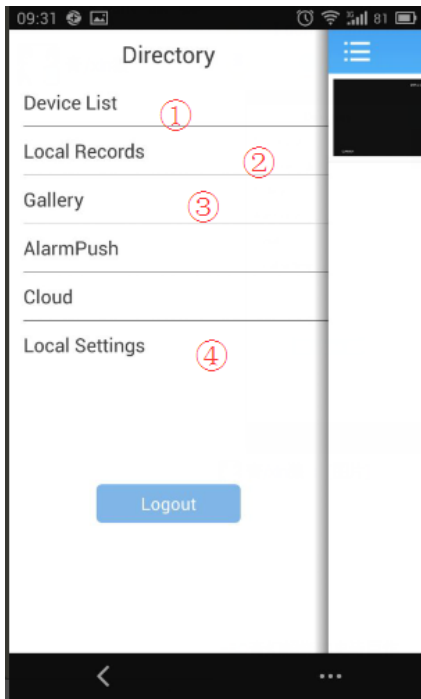 09:31 81
Directory
Device List ①
Local Records ②
Gallery ③
AlarmPush
Cloud
Local Settings ④
Logout